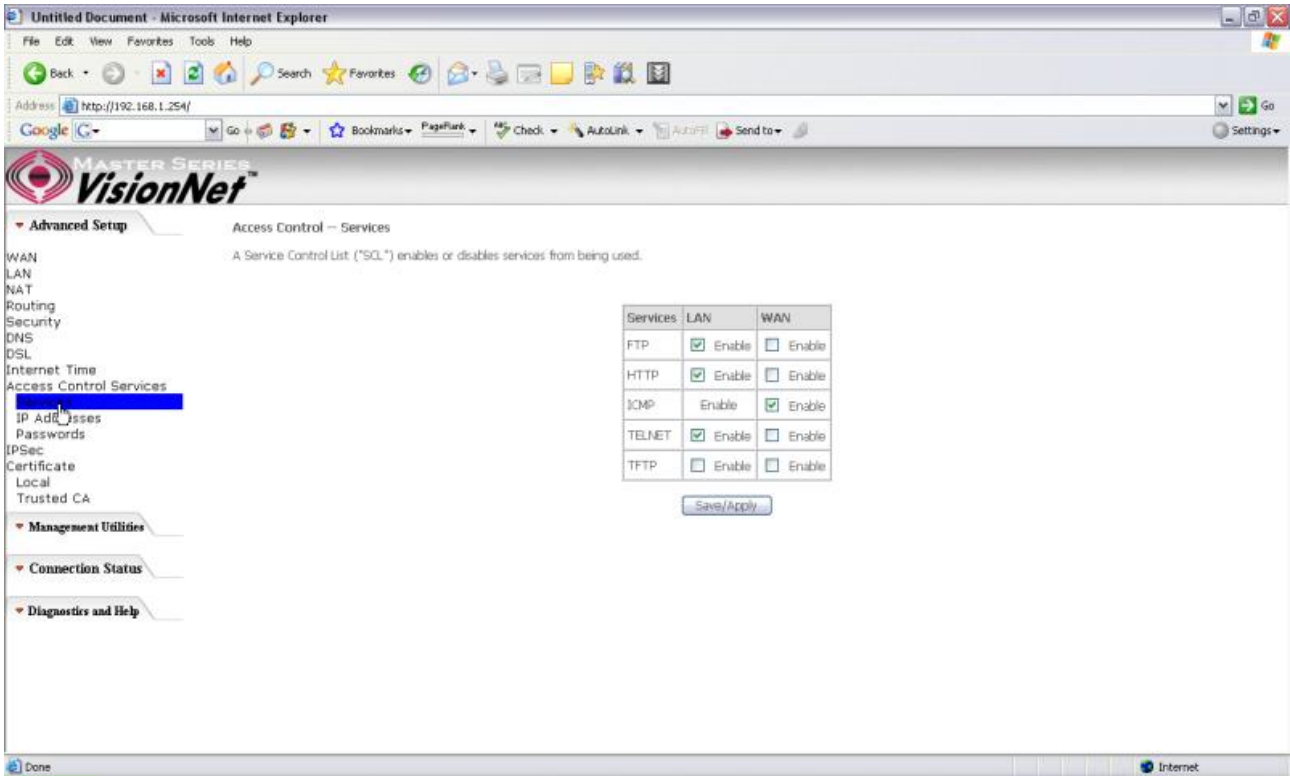 Untitled Document - Microsoft Internet Explorer
File Edit View Favorites Tools Help
Back Search Favorites
Address http://192.168.1.254/ Go
Google G Go Bookmarks PageRank Check AutoLink AutoFill Send to Settings
MASTER SERIES
VisionNet™
Advanced Setup
Access Control -- Services
A Service Control List ("SCL") enables or disables services from being used.
WAN
LAN
NAT
Routing
Security
DNS
DSL
Internet Time
Access Control Services
Services
IP Addresses
Passwords
IPSec
Certificate
Local
Trusted CA
Management Utilities
Connection Status
Diagnostics and Help
Services LAN WAN
FTP Enable Enable
HTTP Enable Enable
ICMP Enable Enable
TELNET Enable Enable
TFTP Enable Enable
Save/Apply
Done Internet